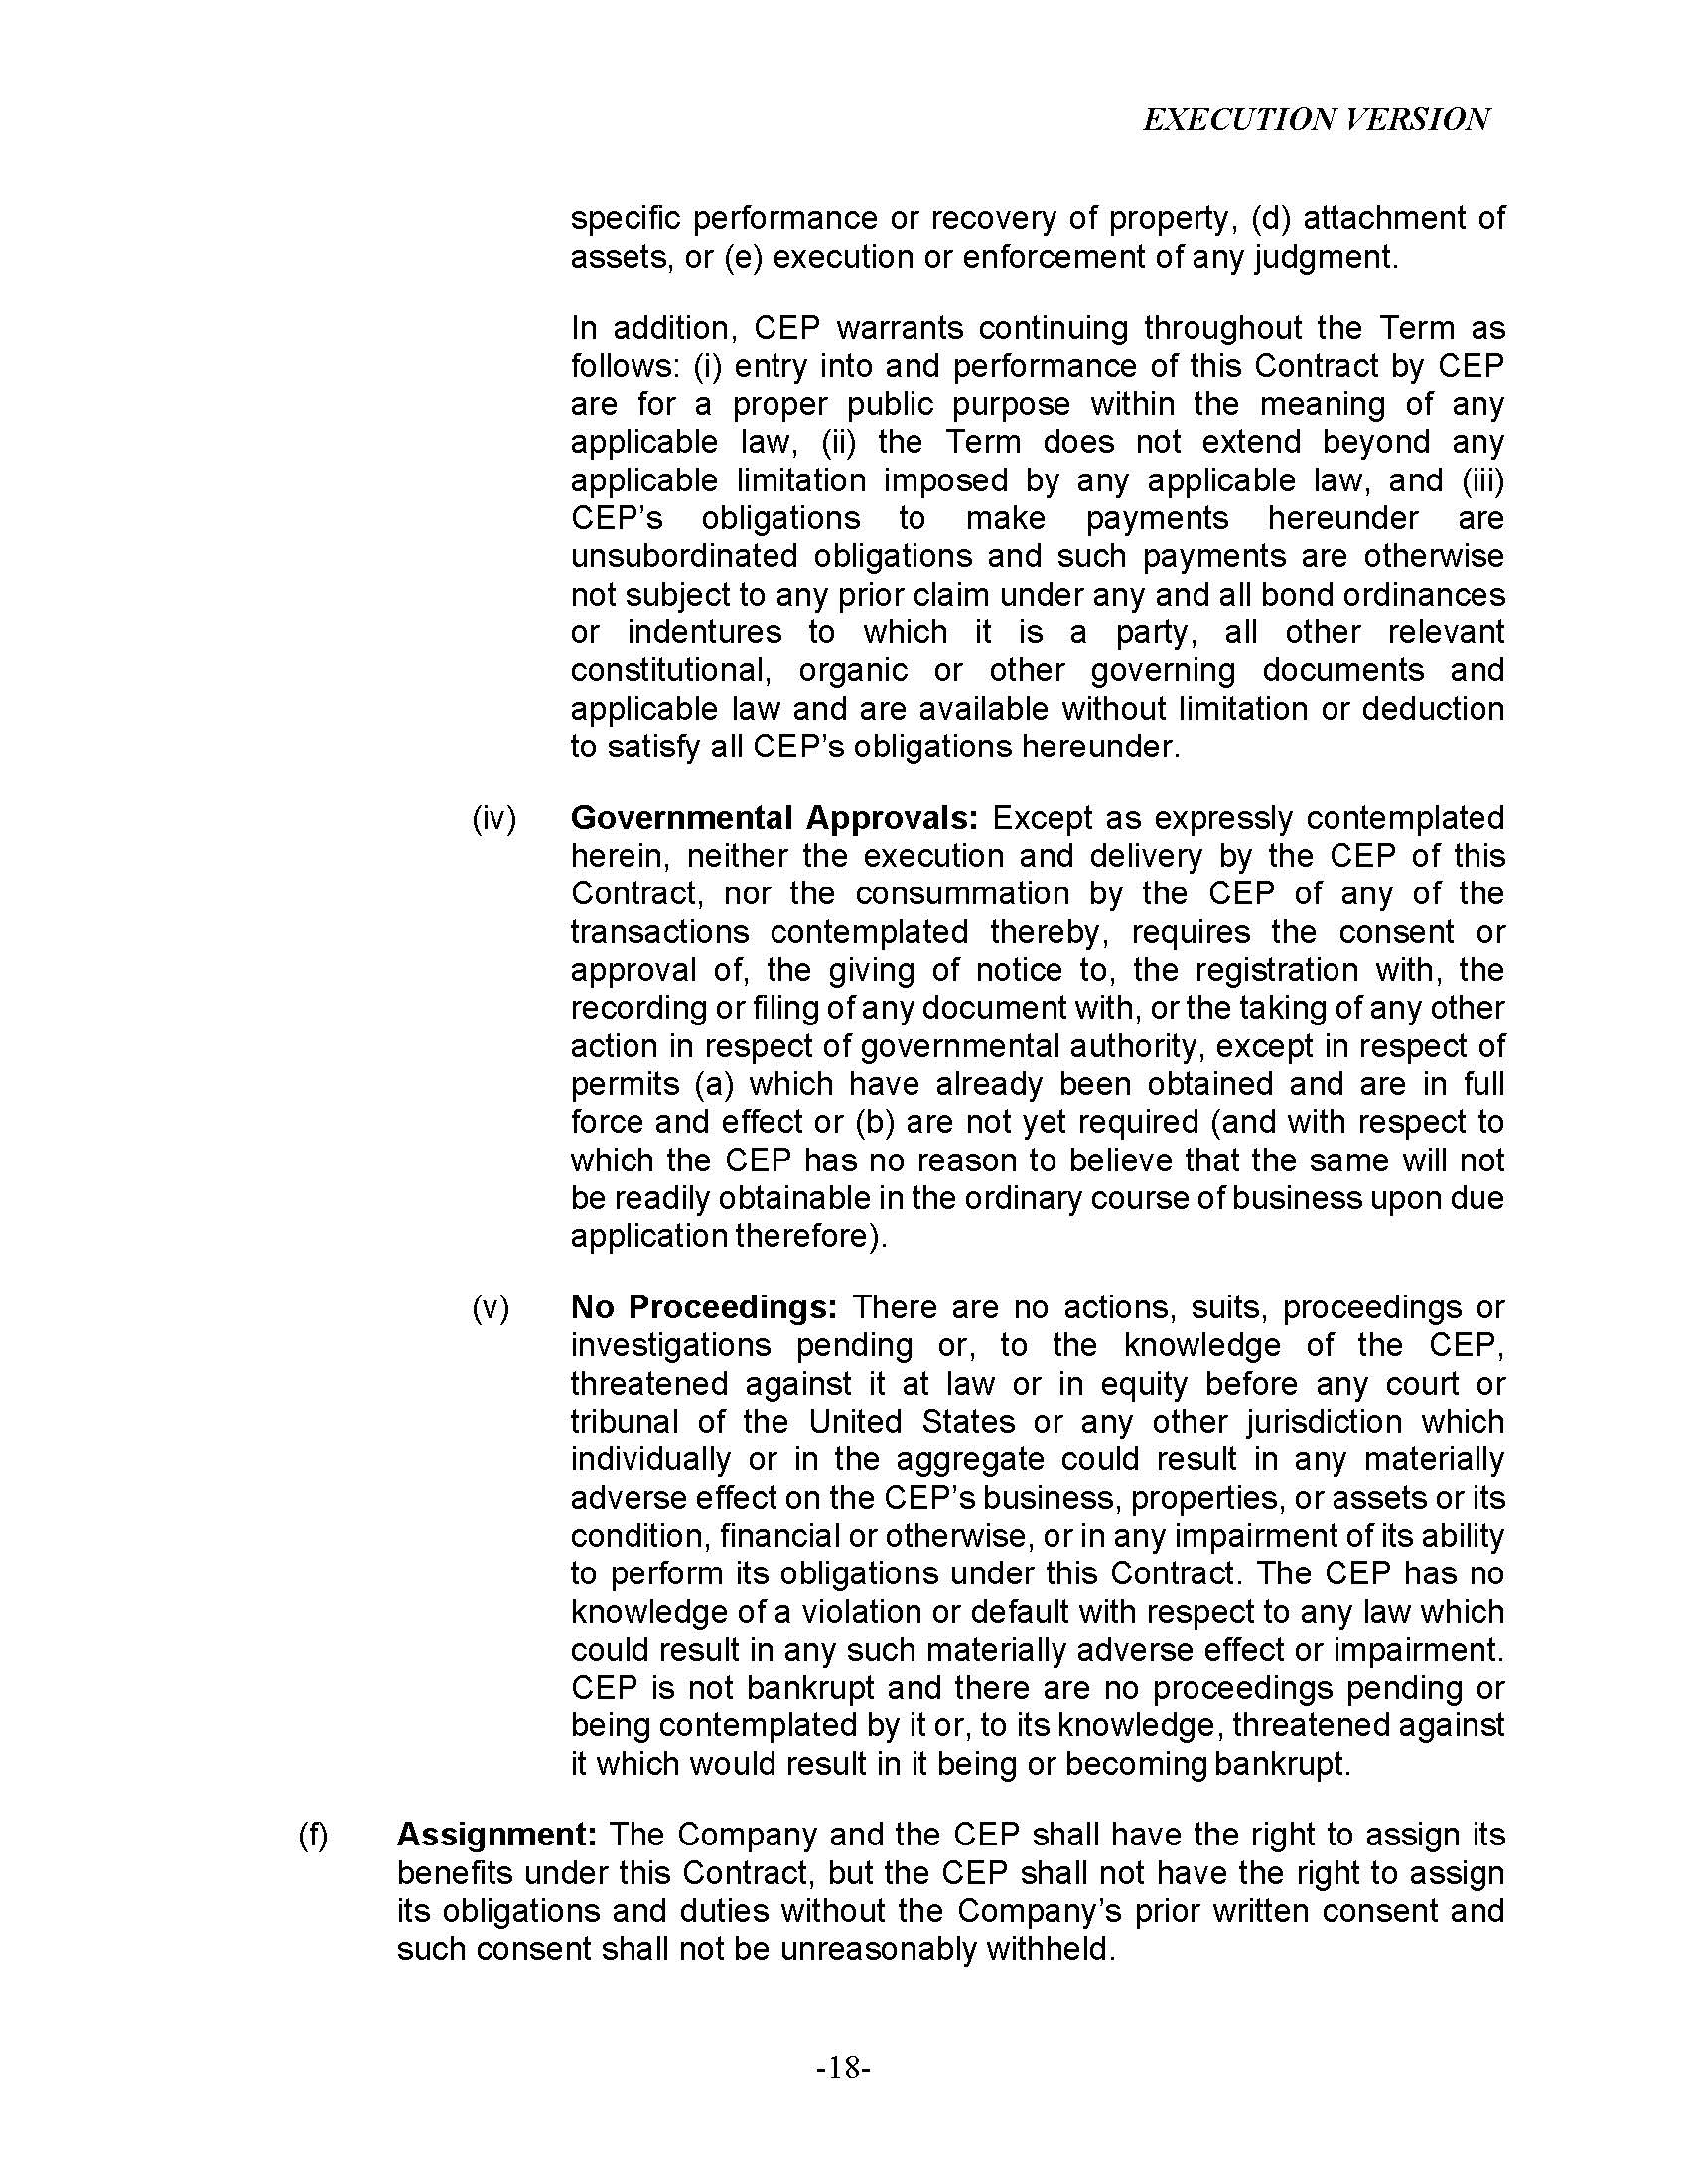 EXECUTION VERSION
specific performance or recovery of property, (d) attachment of
assets, or (e) execution or enforcement of any judgment.
In addition, CEP warrants continuing throughout the Term as
follows: (i) entry into and performance of this Contract by CEP
are for a proper public purpose within the meaning of any
applicable law, (ii) the Term does not extend beyond any
applicable limitation imposed by any applicable law, and (iii)
CEP’s obligations to make payments hereunder are
unsubordinated obligations and such payments are otherwise
not subject to any prior claim under any and all bond ordinances
or indentures to which it is a party, all other relevant
constitutional, organic or other governing documents and
applicable law and are available without limitation or deduction
to satisfy all CEP’s obligations hereunder.
(iv) Governmental Approvals: Except as expressly contemplated
herein, neither the execution and delivery by the CEP of this
Contract, nor the consummation by the CEP of any of the
transactions contemplated thereby, requires the consent or
approval of, the giving of notice to, the registration with, the
recording or filing of any document with, or the taking of any other
action in respect of governmental authority, except in respect of
permits (a) which have already been obtained and are in full
force and effect or (b) are not yet required (and with respect to
which the CEP has no reason to believe that the same will not
be readily obtainable in the ordinary course of business upon due
application therefore).
(v) No Proceedings: There are no actions, suits, proceedings or
investigations pending or, to the knowledge of the CEP,
threatened against it at law or in equity before any court or
tribunal of the United States or any other jurisdiction which
individually or in the aggregate could result in any materially
adverse effect on the CEP’s business, properties, or assets or its
condition, financial or otherwise, or in any impairment of its ability
to perform its obligations under this Contract. The CEP has no
knowledge of a violation or default with respect to any law which
could result in any such materially adverse effect or impairment.
CEP is not bankrupt and there are no proceedings pending or
being contemplated by it or, to its knowledge, threatened against
it which would result in it being or becoming bankrupt.
(f) Assignment: The Company and the CEP shall have the right to assign its
benefits under this Contract, but the CEP shall not have the right to assign
its obligations and duties without the Company’s prior written consent and
such consent shall not be unreasonably withheld.
-18-